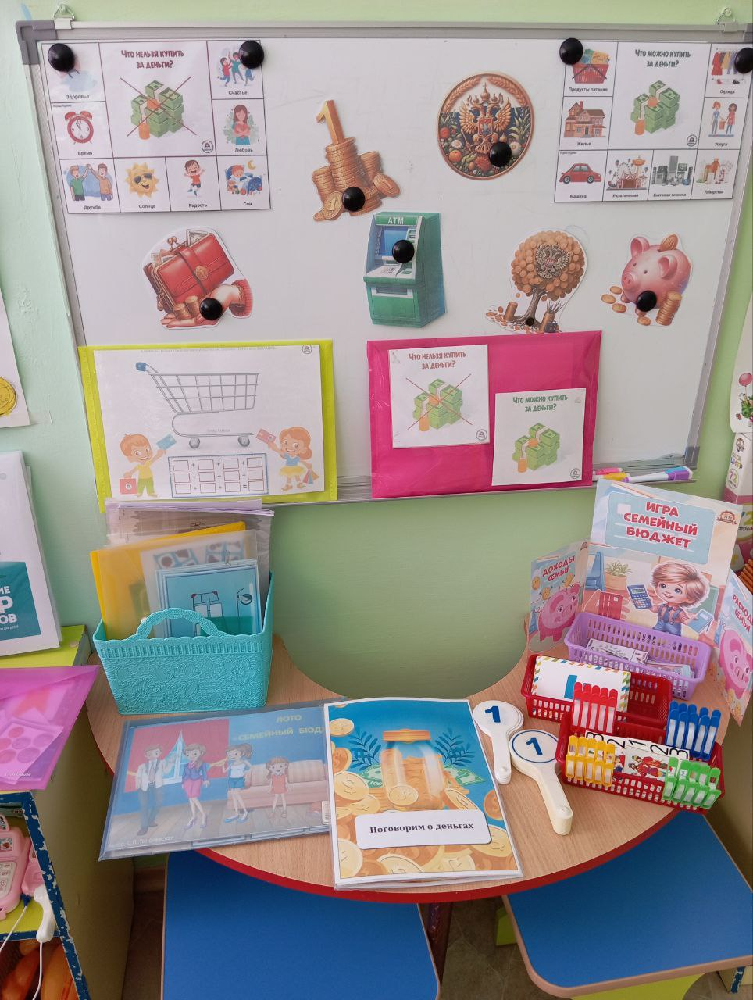 ЧТО НЕЛЬЗЯ КУПИТЬ
ЗА ДЕНЬГИ?
Здоровье
Счастье
Время
Любовь
Дружба
Солнце
Радость
Сон
1
ЧТО МОЖНО КУПИТЬ
ЗА ДЕНЬГИ?
Продукты питания
Одежда
Жилье
Услуги
Машина
Развлечения
Бытовая техника
Лекарства
ATM
ЧТО НЕЛЬЗЯ КУПИТЬ
ЗА ДЕНЬГИ?
ЧТО МОЖНО КУПИТЬ
ЗА ДЕНЬГИ?
ИГРА
СЕМЕЙНЫЙ
БЮДЖЕТ
ДОХОДЫ
СЕМЬИ
РАСХОДЫ
СЕМЬИ
ЛОТО
«СЕМЕЙНЫЙ БЮД
Поговорим о деньгах
1
1